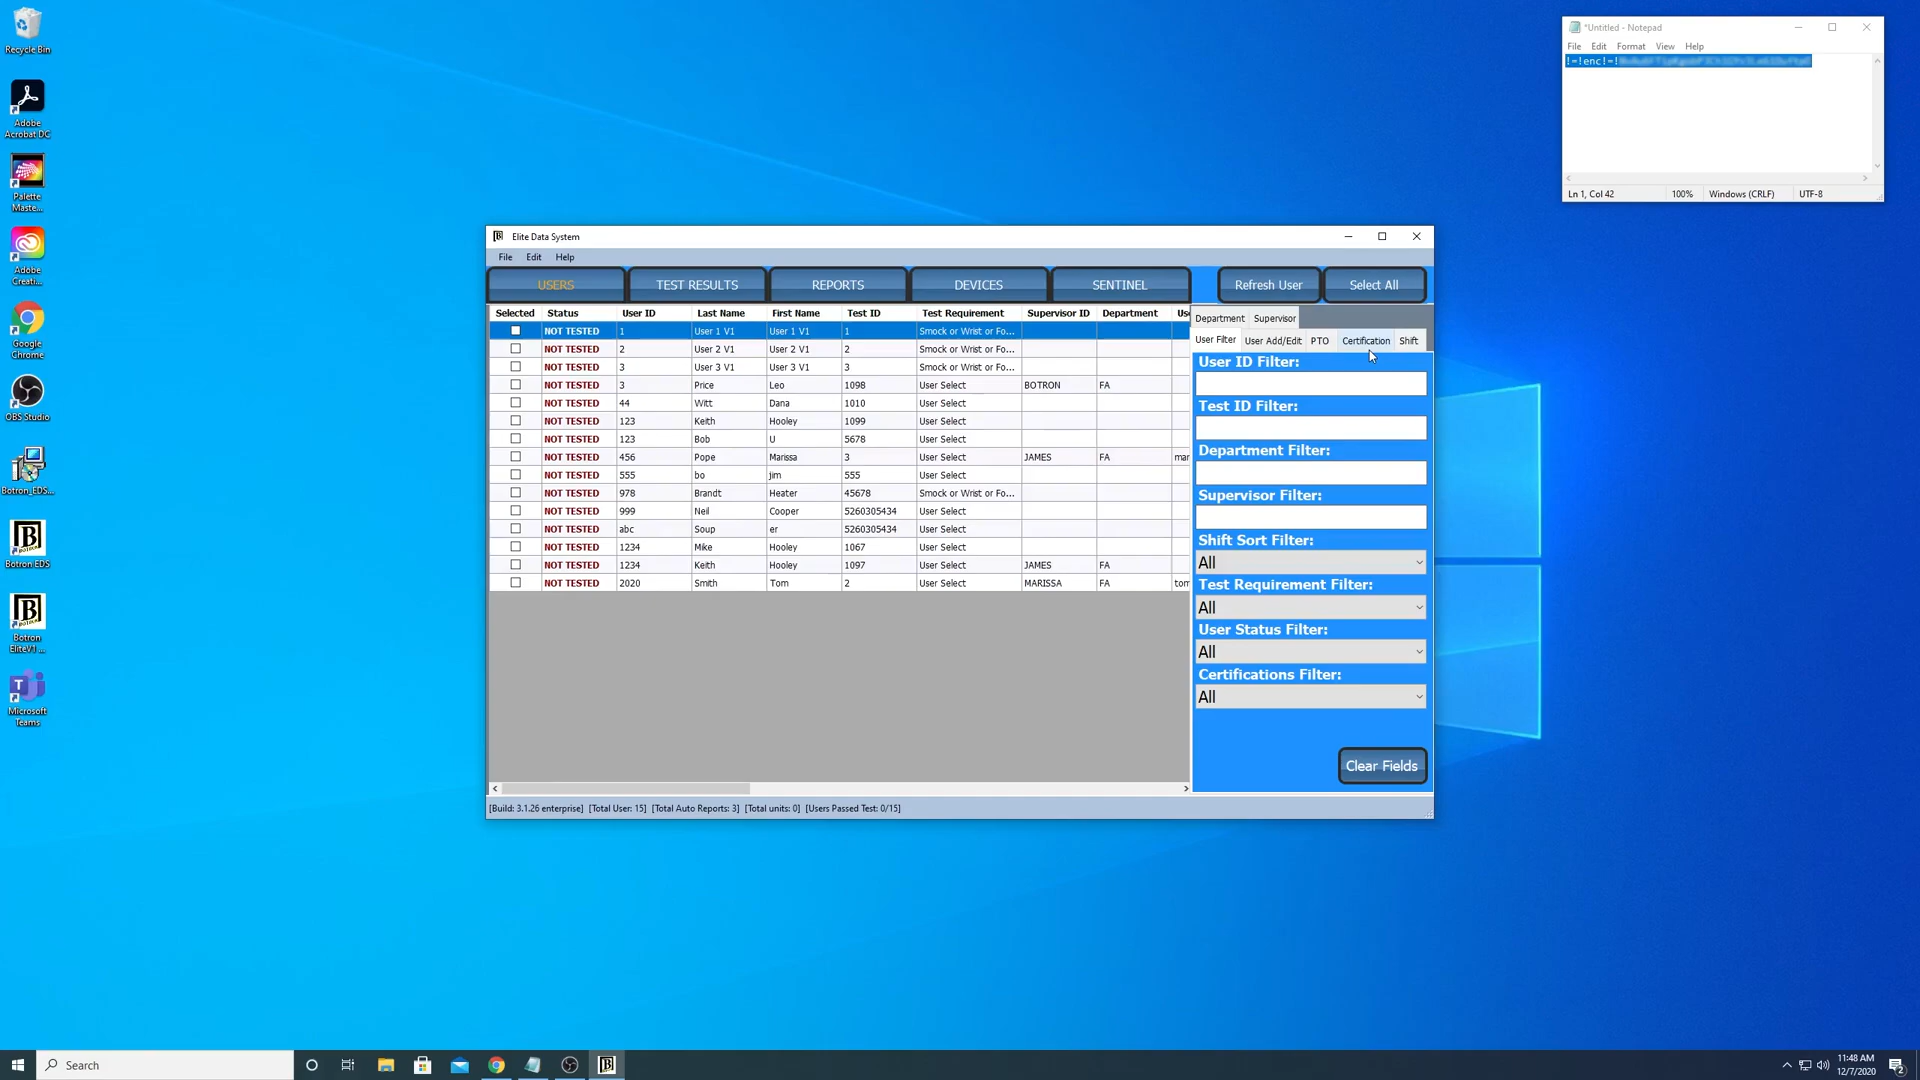 Recycle Bin
Adobe
Acrobat DC
Palette
Maste...
Adobe
Creati...
Google
Chrome
OBS Studio
Botron_EDS...
Botron EDS
Botron
EliteV1 ...
Microsoft
Teams
*Untitled - Notepad
File Edit Format View Help
!=!enc!=!
Ln 1, Col 42 100% Windows (CRLF) UTF-8
Elite Data System
File Edit Help
USERS TEST RESULTS REPORTS DEVICES SENTINEL Refresh User Select All
Selected Status User ID Last Name First Name Test ID Test Requirement Supervisor ID Department Use
NOT TESTED 1 User 1 V1 User 1 V1 1 Smock or Wrist or Fo...
NOT TESTED 2 User 2 V1 User 2 V1 2 Smock or Wrist or Fo...
NOT TESTED 3 User 3 V1 User 3 V1 3 Smock or Wrist or Fo...
NOT TESTED 3 Price Leo 1098 User Select BOTRON FA
NOT TESTED 44 Witt Dana 1010 User Select
NOT TESTED 123 Keith Hooley 1099 User Select
NOT TESTED 123 Bob U 5678 User Select
NOT TESTED 456 Pope Marissa 3 User Select JAMES FA mar
NOT TESTED 555 bo jim 555 User Select
NOT TESTED 978 Brandt Heater 45678 Smock or Wrist or Fo...
NOT TESTED 999 Neil Cooper 5260305434 User Select
NOT TESTED abc Soup er 5260305434 User Select
NOT TESTED 1234 Mike Hooley 1067 User Select
NOT TESTED 1234 Keith Hooley 1097 User Select JAMES FA
NOT TESTED 2020 Smith Tom 2 User Select MARISSA FA tom
Department Supervisor
User Filter User Add/Edit PTO Certification Shift
User ID Filter:
Test ID Filter:
Department Filter:
Supervisor Filter:
Shift Sort Filter:
All
Test Requirement Filter:
All
User Status Filter:
All
Certifications Filter:
All
Clear Fields
[Build: 3.1.26 enterprise] [Total User: 15] [Total Auto Reports: 3] [Total units: 0] [Users Passed Test: 0/15]
Search
11:48 AM
12/7/2020
2